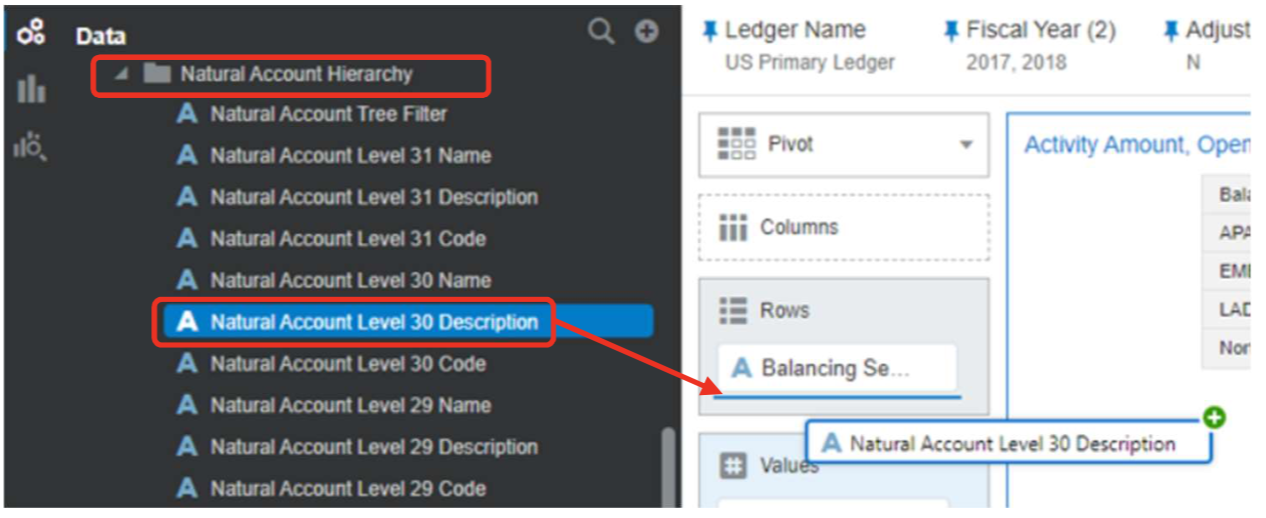 Data
Natural Account Hierarchy
Natural Account Tree Filter
Natural Account Level 31 Name
Natural Account Level 31 Description
Natural Account Level 31 Code
Natural Account Level 30 Name
Natural Account Level 30 Description
Natural Account Level 30 Code
Natural Account Level 29 Name
Natural Account Level 29 Description
Natural Account Level 29 Code
Ledger Name
US Primary Ledger
Fiscal Year (2)
2017, 2018
Adjust
N
Pivot
Columns
Rows
Balancing Se...
Natural Account Level 30 Description
Values
Activity Amount, Open
Bala
APA
EME
LAD
Nor